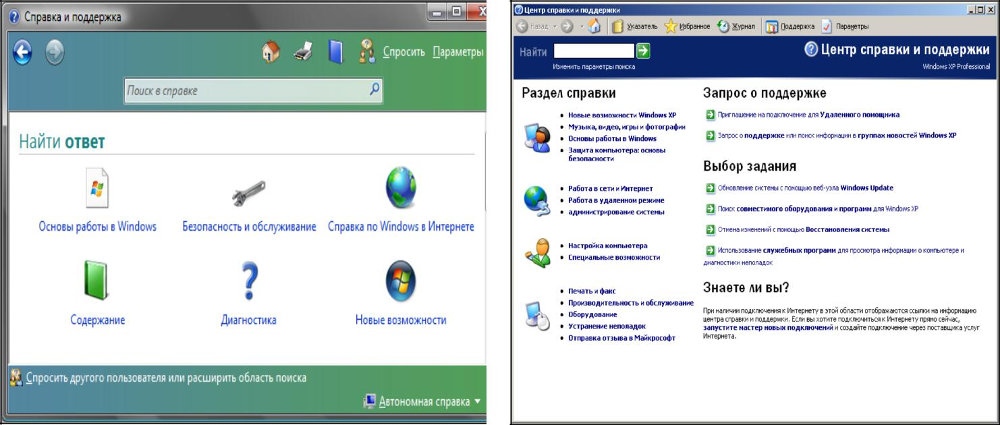 Справка и поддержка
Спросить Параметры
Поиск в справке
Найти ответ
Основы работы в Windows
Безопасность и обслуживание
Справка по Windows в Интернете
Содержание
Диагностика
Новые возможности
Спросить другого пользователя или расширить область поиска
Автономная справка
Центр справки и поддержки
Назад Указатель Избранное Журнал Поддержка Параметры
Найти
Изменить параметры поиска
Центр справки и поддержки
Windows XP Professional
Раздел справки
Новые возможности Windows XP
Музыка, видео, игры и фотографии
Основы работы в Windows
Защита компьютера: основы
безопасности
Работа в сети и Интернет
Работа в удаленном режиме
администрирование системы
Настройка компьютера
Специальные возможности
Печать и факс
Производительность и обслуживание
Оборудование
Устранение неполадок
Отправка отзыва в Майкрософт
Запрос о поддержке
Приглашение на подключение для Удаленного помощника
Запрос о поддержке или поиск информации в группах новостей Windows XP
Выбор задания
Обновление системы с помощью веб-узла Windows Update
Поиск совместимого оборудования и программ для Windows XP
Отмена изменений с помощью Восстановления системы
Использование служебных программ для просмотра информации о компьютере и
диагностики неполадок
Знаете ли вы?
При наличии подключения к Интернету в этой области отображаются ссылки на информацию
центра справки и поддержки. Если вы хотите подключиться к Интернету прямо сейчас,
запустите мастер новых подключений и создайте подключение через поставщика услуг
Интернета.